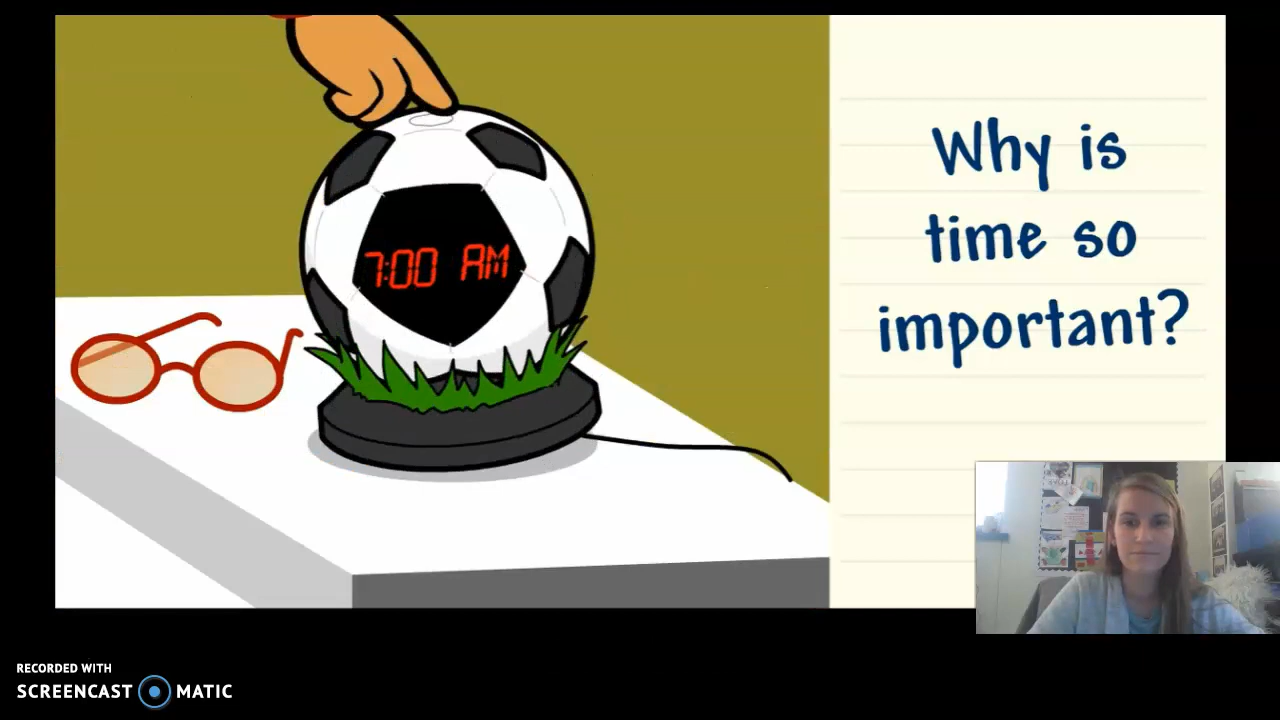 7:00 AM
Why is
time so
important?
RECORDED WITH
SCREENCAST MATIC